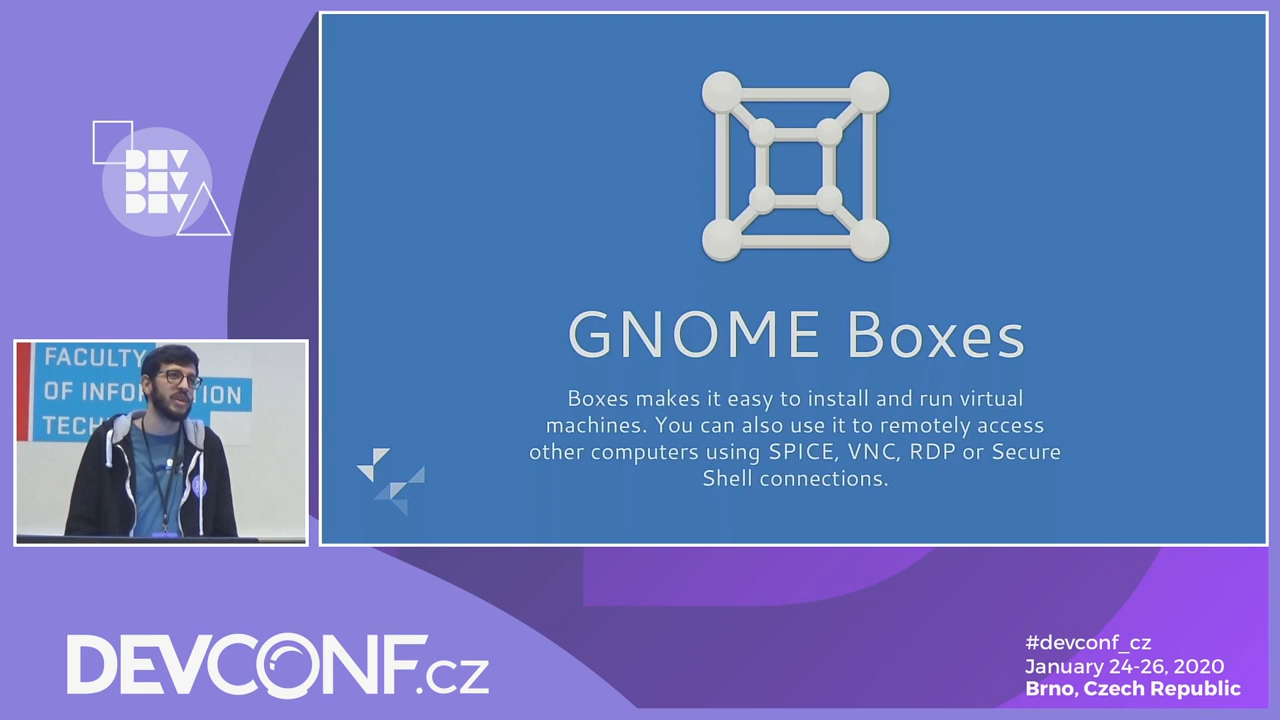 DEV
DEV
DEV
GNOME Boxes
Boxes makes it easy to install and run virtual
machines. You can also use it to remotely access
other computers using SPICE, VNC, RDP or Secure
Shell connections.
FACULTY
OF INFO TION
TECH
DEVCONF.cz
#devconf_cz
January 24-26, 2020
Brno, Czech Republic